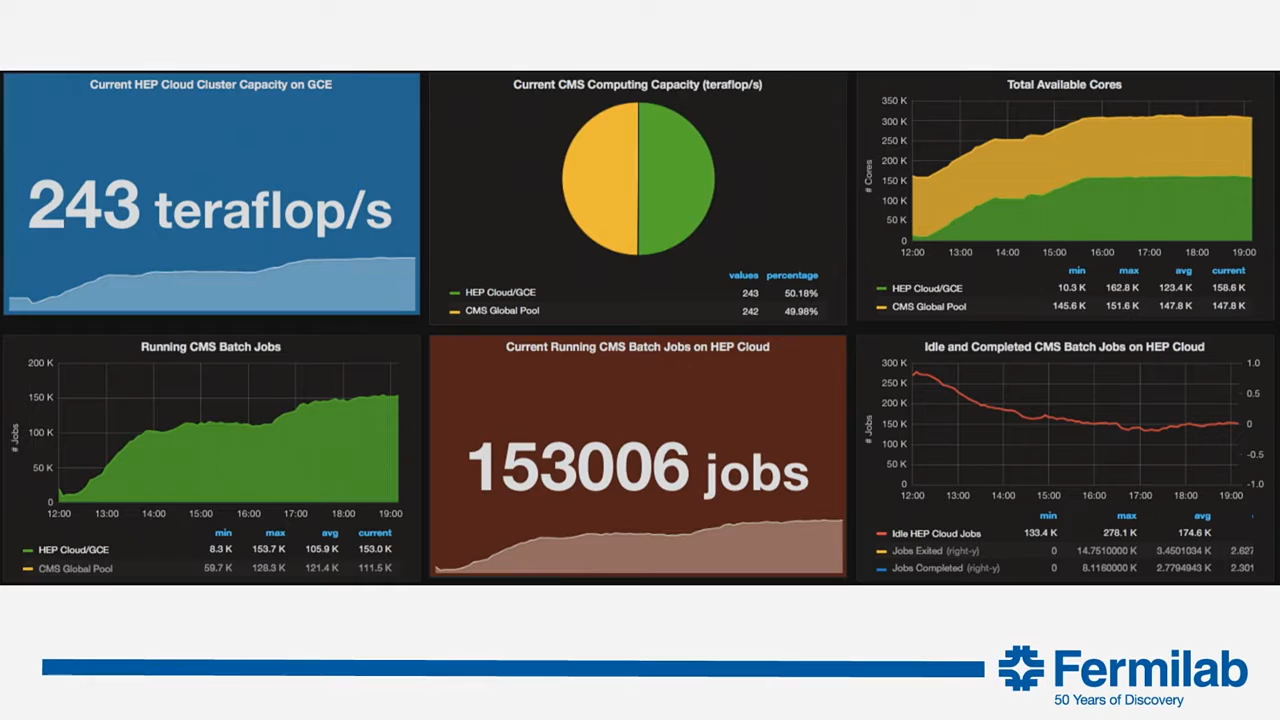 Current HEP Cloud Cluster Capacity on GCE
243 teraflop/s
Current CMS Computing Capacity (teraflop/s)
values percentage
HEP Cloud/GCE 243 50.18%
CMS Global Pool 242 49.98%
Total Available Cores
# Cores
350 K
300 K
250 K
200 K
150 K
100 K
50 K
0
12:00 13:00 14:00 15:00 16:00 17:00 18:00 19:00
min max avg current
HEP Cloud/GCE 10.3 K 162.8 K 123.4 K 158.6 K
CMS Global Pool 145.6 K 151.6 K 147.8 K 147.8 K
Running CMS Batch Jobs
# Jobs
200 K
150 K
100 K
50 K
0
12:00 13:00 14:00 15:00 16:00 17:00 18:00 19:00
min max avg current
HEP Cloud/GCE 8.3 K 153.7 K 105.9 K 153.0 K
CMS Global Pool 59.7 K 128.3 K 121.4 K 111.5 K
Current Running CMS Batch Jobs on HEP Cloud
153006 jobs
Idle and Completed CMS Batch Jobs on HEP Cloud
# Jobs
300 K 1.0
250 K
200 K 0.5
150 K 0
100 K
50 K -0.5
0 -1.0
12:00 13:00 14:00 15:00 16:00 17:00 18:00 19:00
min max avg
Idle HEP Cloud Jobs 133.4 K 278.1 K 174.6 K
Jobs Exited (right-y) 0 14.7510000 K 3.4501034 K 2.627
Jobs Completed (right-y) 0 8.1160000 K 2.7794943 K 2.301
Fermilab
50 Years of Discovery